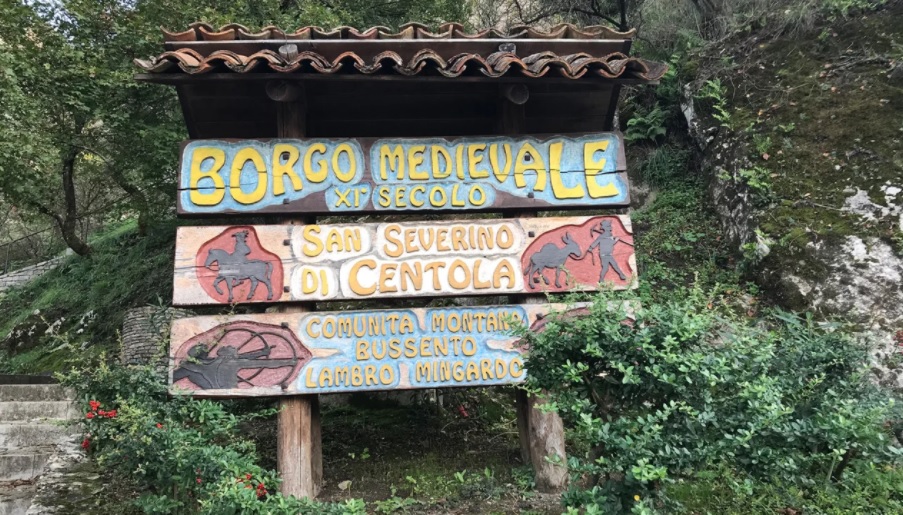 BORGO MEDIEVALE
XI° SECOLO
SAN SEVERINO
DI CENTOLA
COMUNITA MONTANA
BUSSENTO
LAMBRO MINGARDO